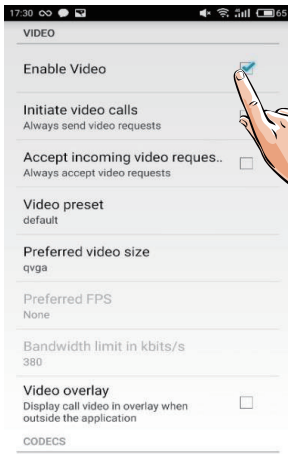 17:30 65
VIDEO
Enable Video
Initiate video calls
Always send video requests
Accept incoming video reques..
Always accept video requests
Video preset
default
Preferred video size
qvga
Preferred FPS
None
Bandwidth limit in kbits/s
380
Video overlay
Display call video in overlay when
outside the application
CODECS